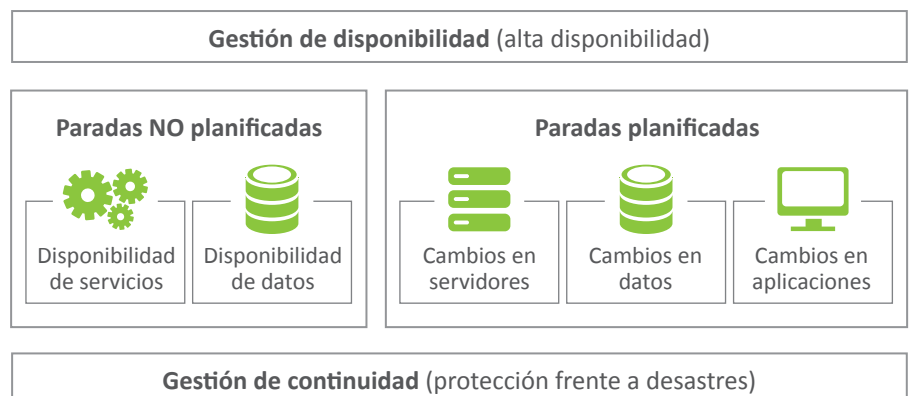 Gestión de disponibilidad (alta disponibilidad)
Paradas NO planificadas
Disponibilidad
de servicios
Disponibilidad
de datos
Paradas planificadas
Cambios en
servidores
Cambios en
datos
Cambios en
aplicaciones
Gestión de continuidad (protección frente a desastres)